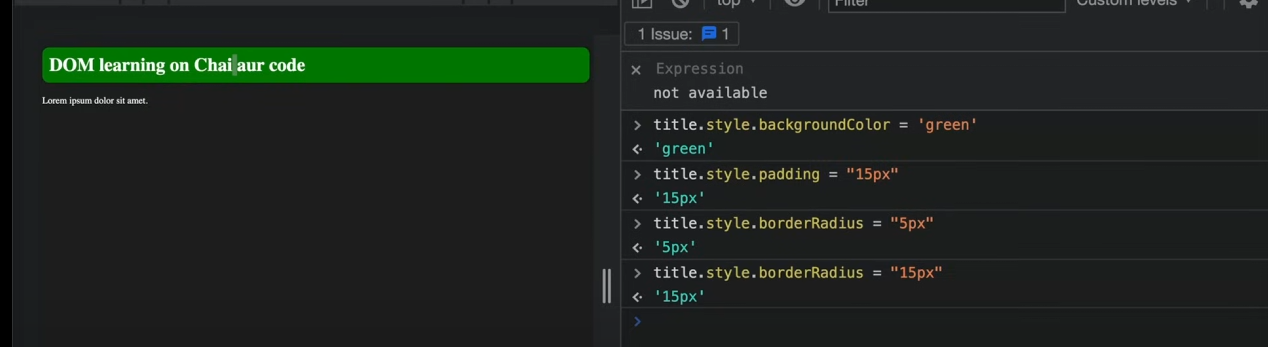 top
Filter
Custom levels
1 Issue: 1
DOM learning on Chai aur code
Lorem ipsum dolor sit amet.
Expression
not available
title.style.backgroundColor = 'green'
'green'
title.style.padding = "15px"
'15px'
title.style.borderRadius = "5px"
'5px'
title.style.borderRadius = "15px"
'15px'